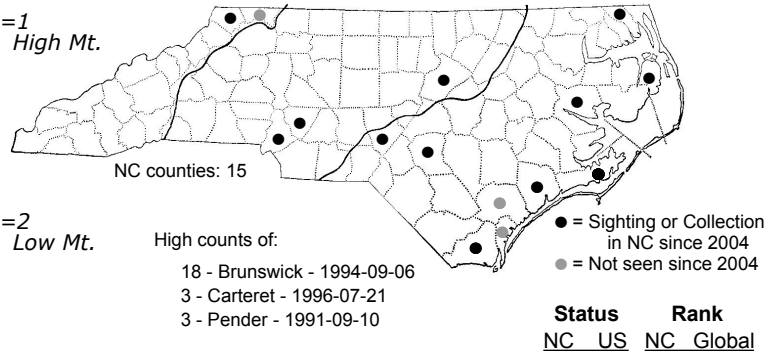 =1
High Mt.
NC counties: 15
=2
Low Mt.
High counts of:
18 - Brunswick - 1994-09-06
3 - Carteret - 1996-07-21
3 - Pender - 1991-09-10
= Sighting or Collection
in NC since 2004
= Not seen since 2004
Status Rank
NC US NC Global